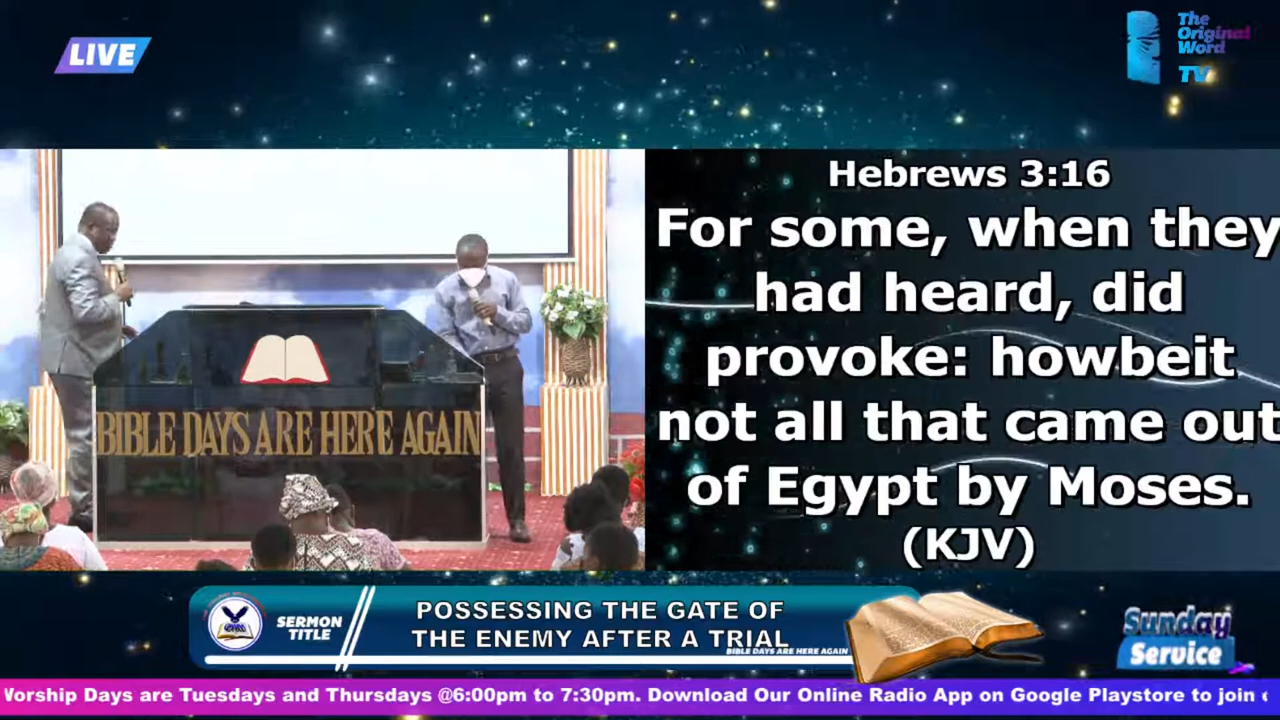 LIVE
The
Original
Word
TV
Hebrews 3:16
For some, when they
had heard, did
provoke: howbeit
not all that came out
of Egypt by Moses.
(KJV)
BIBLE DAYS ARE HERE AGAIN
SERMON
TITLE
POSSESSING THE GATE OF
THE ENEMY AFTER A TRIAL
BIBLE DAYS ARE HERE AGAIN
Sunday
Service
Worship Days are Tuesdays and Thursdays @6:00pm to 7:30pm. Download Our Online Radio App on Google Playstore to join